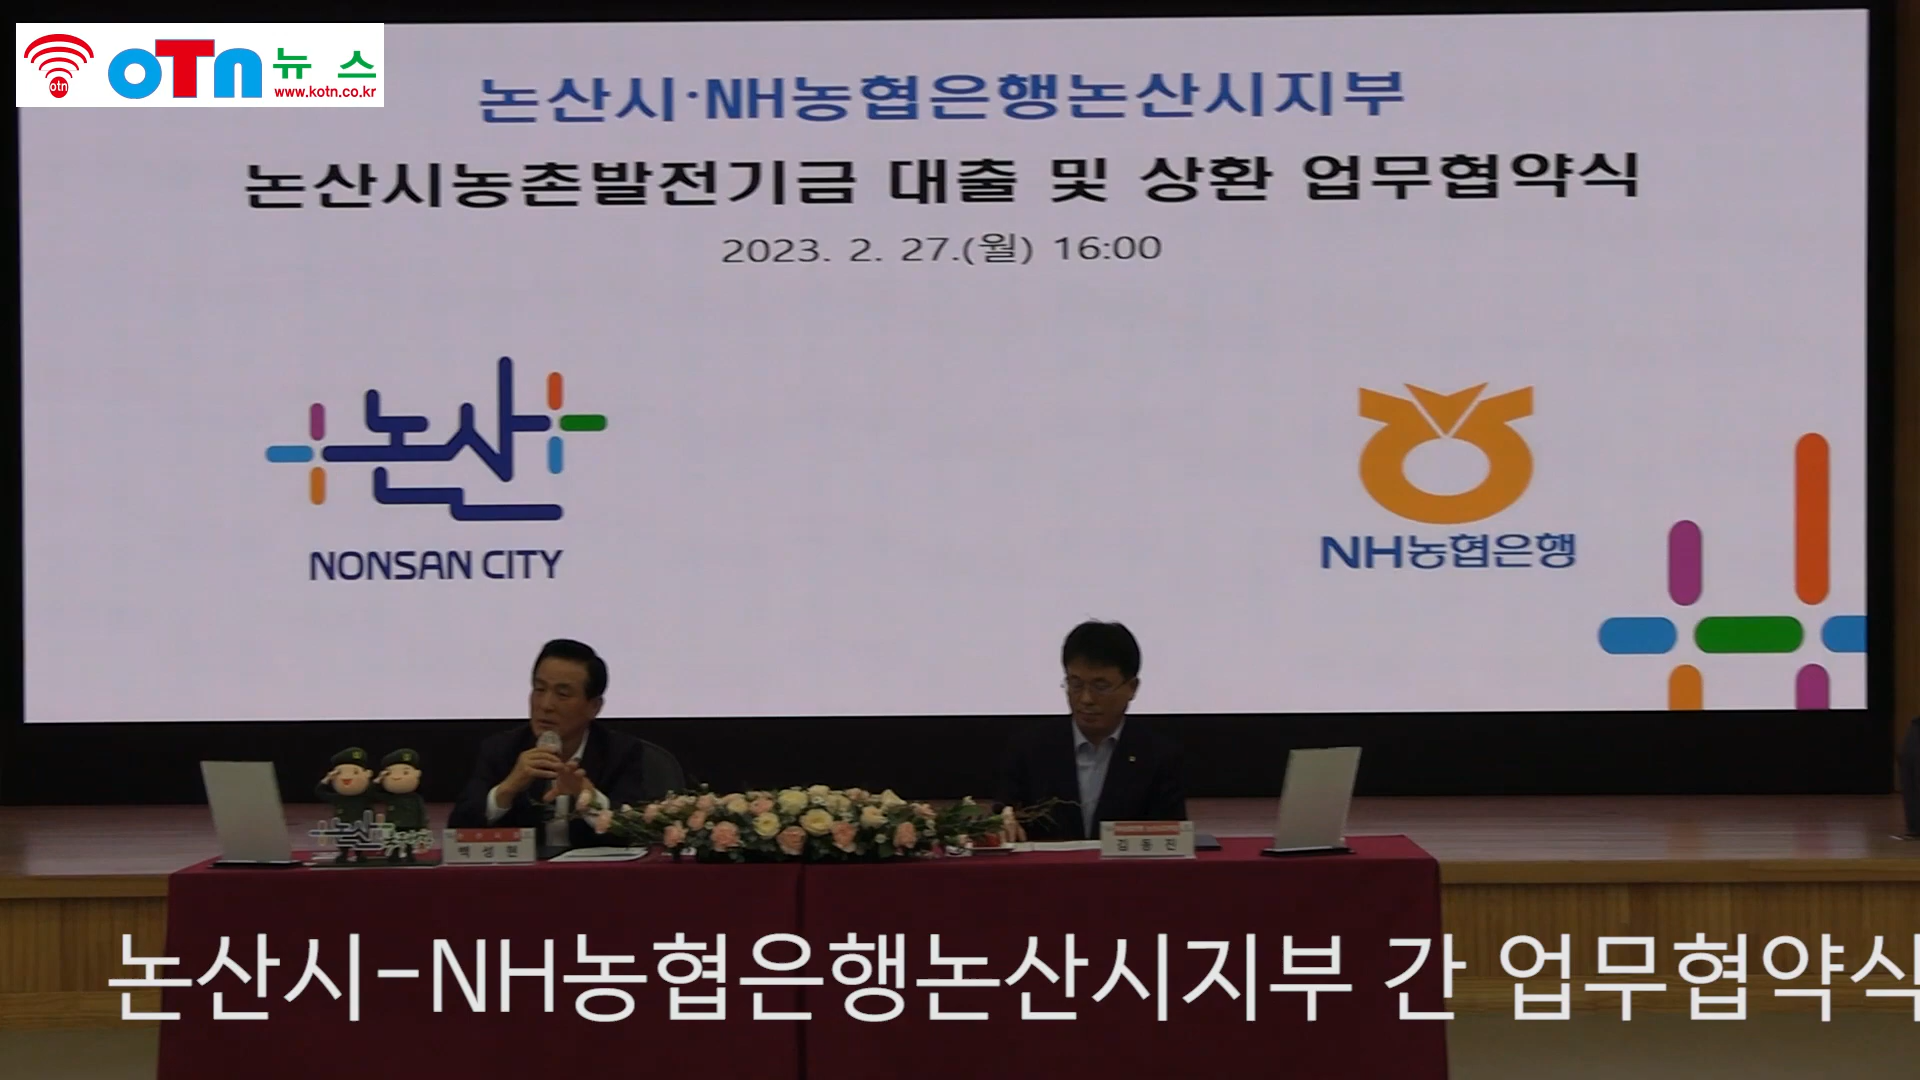 otn
oTn 뉴 스
www.kotn.co.kr
논산시·NH농협은행논산시지부
논산시농촌발전기금 대출 및 상환 업무협약식
2023. 2. 27.(월) 16:00
논산
NONSAN CITY
NH농협은행
논산
백 성 현
김 동 진
논산시-NH농협은행논산시지부 간 업무협약식